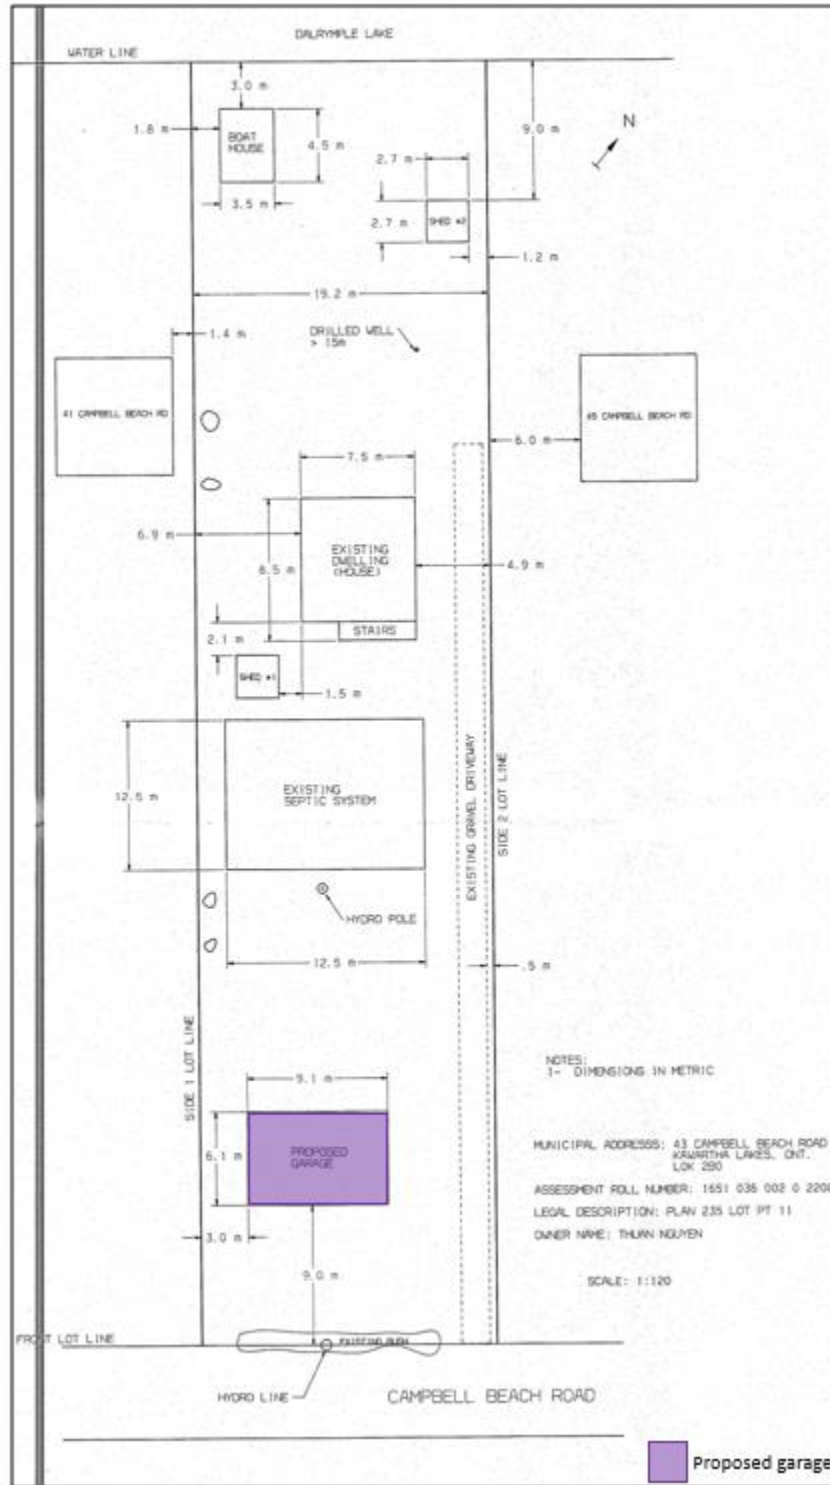 DALRYMPLE LAKE
WATER LINE
3.0 m
1.8 m
BOAT
HOUSE
4.5 m
3.5 m
9.0 m
N
2.7 m
2.7 m
SHED #2
1.2 m
19.2 m
1.4 m
DRILLED WELL
> 15m
41 CAMPBELL BEACH RD
CAMPBELL BEACH RD
6.0 m
7.5 m
6.9 m
EXISTING
DWELLING
(HOUSE)
8.5 m
4.9 m
STAIRS
2.1 m
SHED #1
1.5 m
12.5 m
EXISTING
SEPTIC SYSTEM
EXISTING GRAVEL DRIVEWAY
SIDE 2 LOT LINE
HYDRO POLE
12.5 m
.5 m
SIDE 1 LOT LINE
NOTES:
1- DIMENSIONS IN METRIC
9.1 m
6.1 m
PROPOSED
GARAGE
3.0 m
9.0 m
MUNICIPAL ADDRESSS: 43 CAMPBELL BEACH ROAD
KAWARTHA LAKES, ONT.
ASSESSMENT ROLL NUMBER: 1651 036 002 0 2208
LEGAL DESCRIPTION: PLAN 235 LOT PT 11
OWNER NAME: THUAN NGUYEN
SCALE: 1:120
FRONT LOT LINE
EXISTING BUSH
HYDRO LINE
CAMPBELL BEACH ROAD
Proposed garage